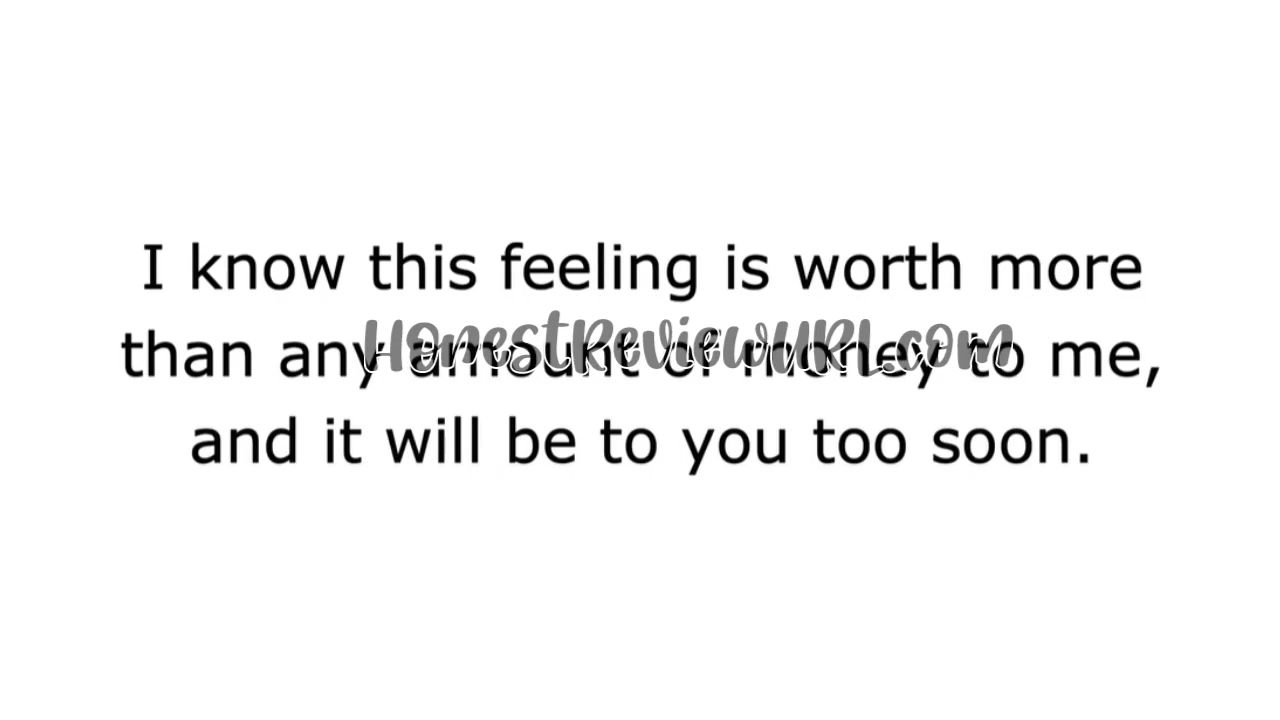 I know this feeling is worth more
HonestReviewURL.com
than any amount of money to me,
and it will be to you too soon.